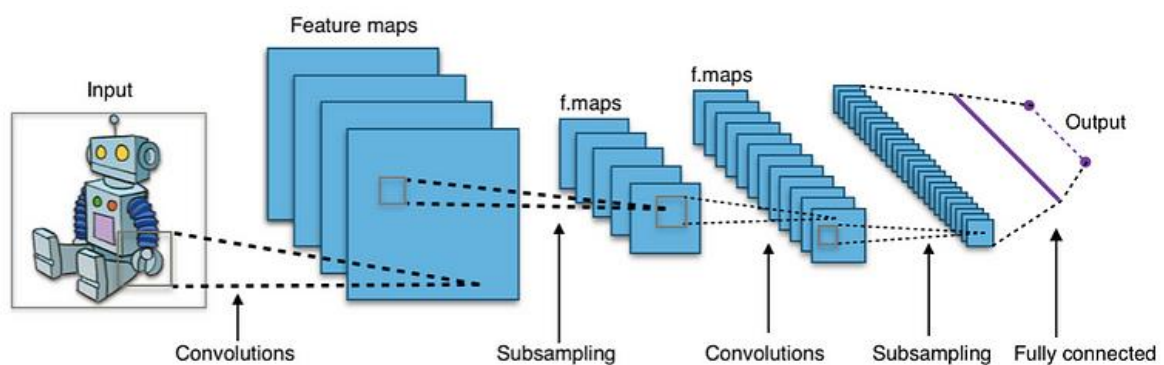 Feature maps
Input
f.maps
f.maps
Output
Convolutions
Subsampling
Convolutions
Subsampling
Fully connected